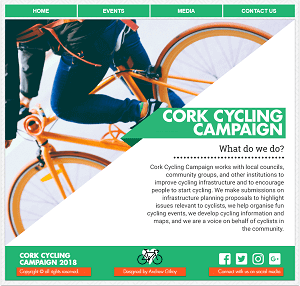 HOME EVENTS MEDIA CONTACT US
CORK CYCLING
CAMPAIGN
What do we do?
Cork Cycling Campaign works with local councils,
community groups, and other institutions to
improve cycling infrastructure and to encourage
people to start cycling. We make submissions on
infrastructure planning proposals to highlight
issues relevant to cyclists, we help organise fun
cycling events, we develop cycling information and
maps, and we are a voice on behalf of cyclists in
the community.
CORK CYCLING
CAMPAIGN 2018
Copyright © all rights reserved.
Designed by Andrew Gilloy
Connect with us on social media